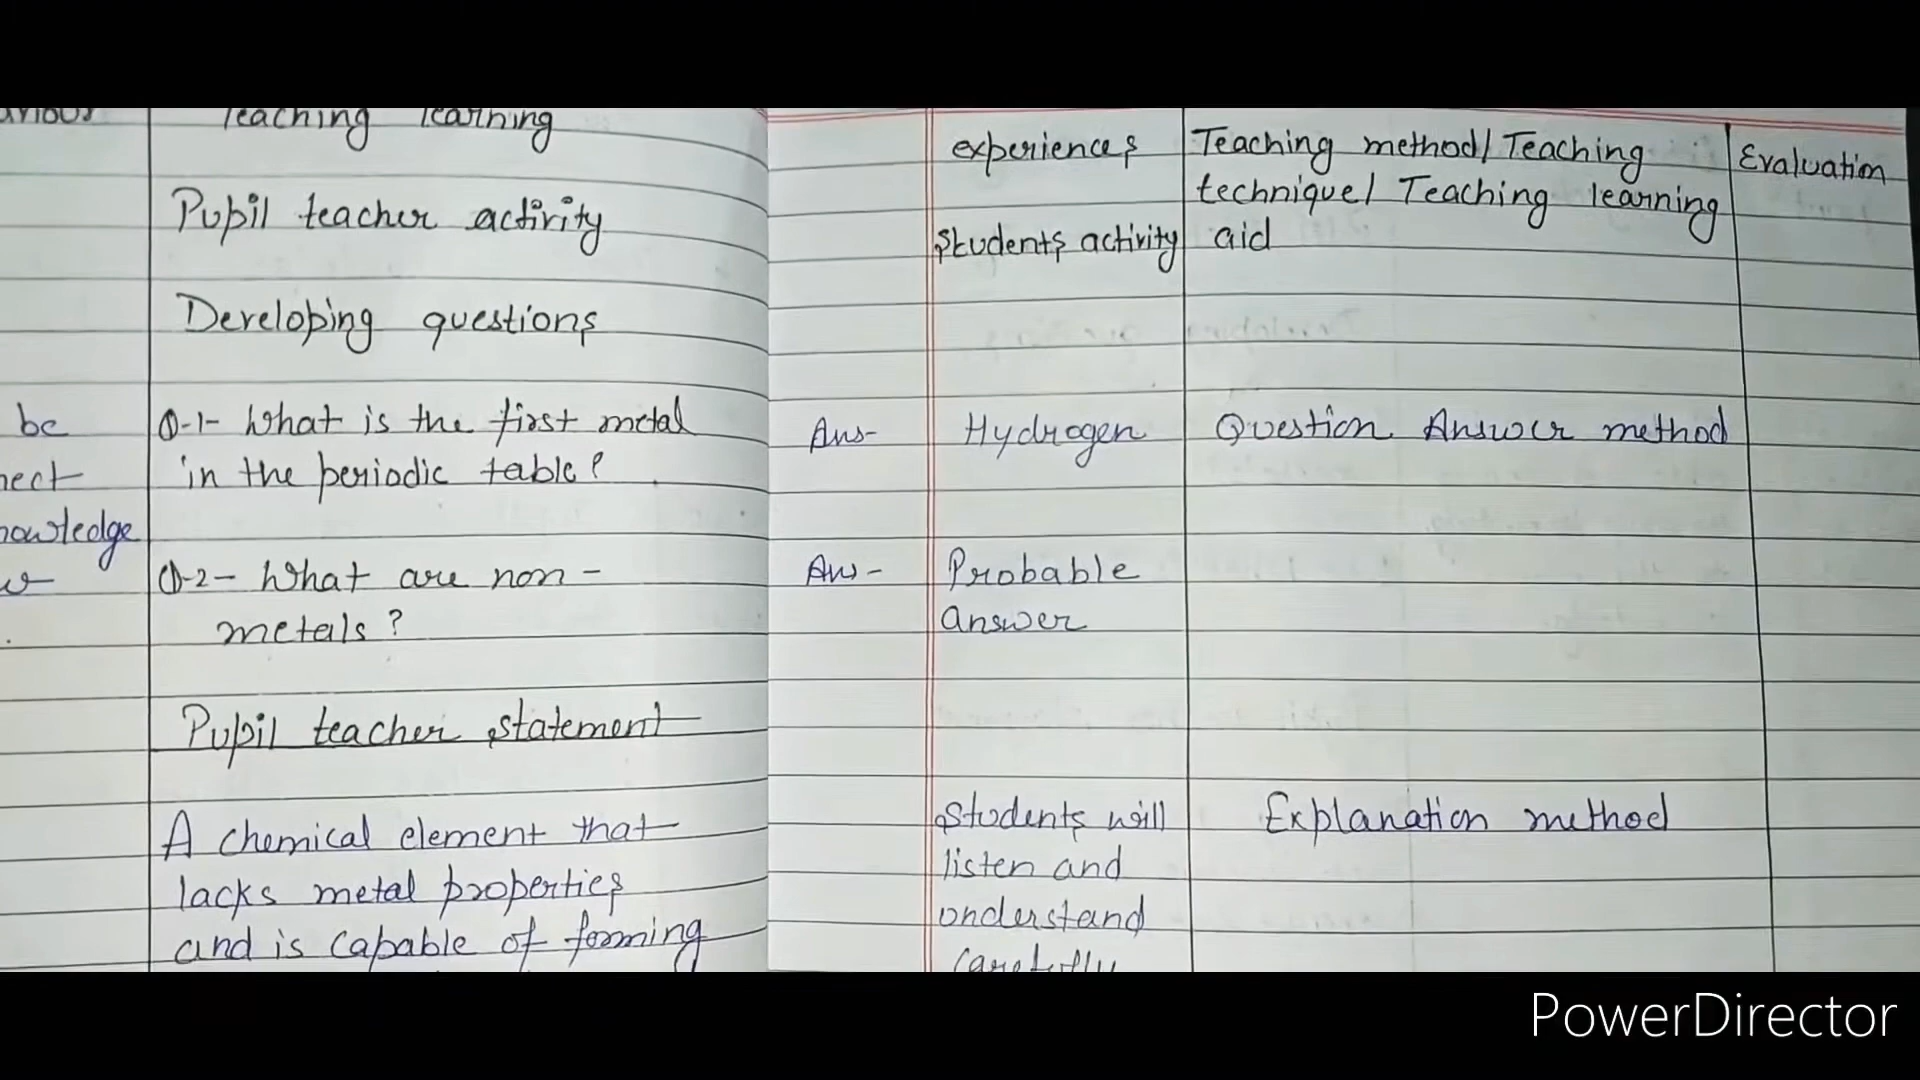 Teaching learning
experiences
Teaching method/ Teaching
technique/ Teaching learning
aid
Evaluation
Pupil teacher activity
Students activity
Developing questions
be
Q-1- What is the first metal
in the periodic table?
Ans-
Hydrogen
Question Answer method
Q-2- What are non-
metals?
Ans-
Probable
answer
Pupil teacher statement
A chemical element that
lacks metal properties
and is capable of forming
Students will
listen and
understand
carefully
Explanation method
PowerDirector